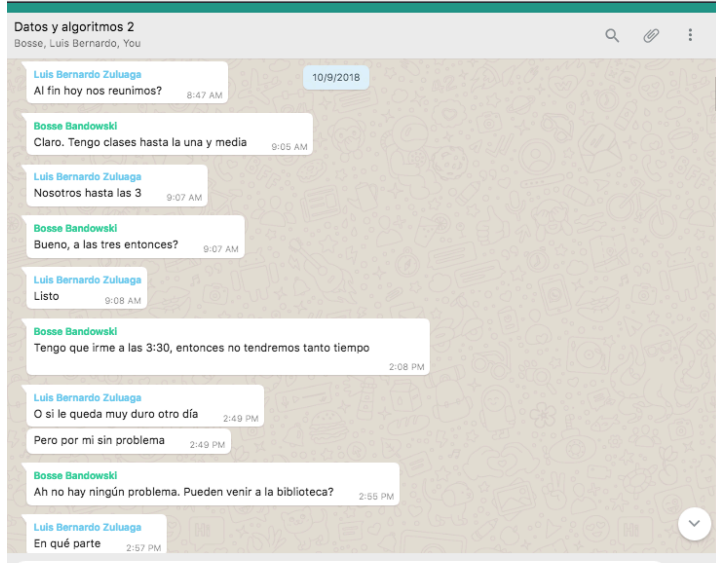 Datos y algoritmos 2
Bosse, Luis Bernardo, You
10/9/2018
Luis Bernardo Zuluaga
Al fin hoy nos reunimos?
8:47 AM
Bosse Bandowski
Claro. Tengo clases hasta la una y media
9:05 AM
Luis Bernardo Zuluaga
Nosotros hasta las 3
9:07 AM
Bosse Bandowski
Bueno, a las tres entonces?
9:07 AM
Luis Bernardo Zuluaga
Listo
9:08 AM
Bosse Bandowski
Tengo que irme a las 3:30, entonces no tendremos tanto tiempo
2:08 PM
Luis Bernardo Zuluaga
O si le queda muy duro otro día
2:49 PM
Pero por mi sin problema
2:49 PM
Bosse Bandowski
Ah no hay ningún problema. Pueden venir a la biblioteca?
2:55 PM
Luis Bernardo Zuluaga
En qué parte
2:57 PM